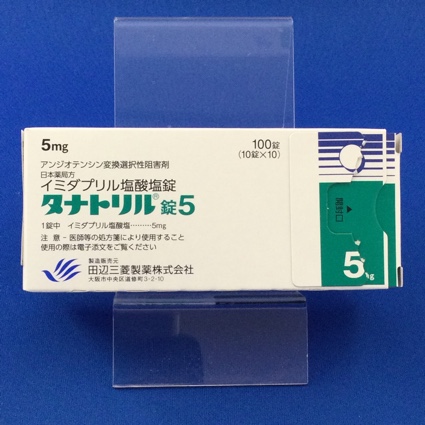 5mg
100錠
(10錠×10)
アンジオテンシン変換選択性阻害剤
日本薬局方
イミダプリル塩酸塩錠
タナトリル®錠5
1錠中 イミダプリル塩酸塩………5mg
注 意-医師等の処方箋により使用すること
使用の際は電子添文をご覧ください
製造販売元
田辺三菱製薬株式会社
大阪市中央区道修町3-2-10
開封口
5
g